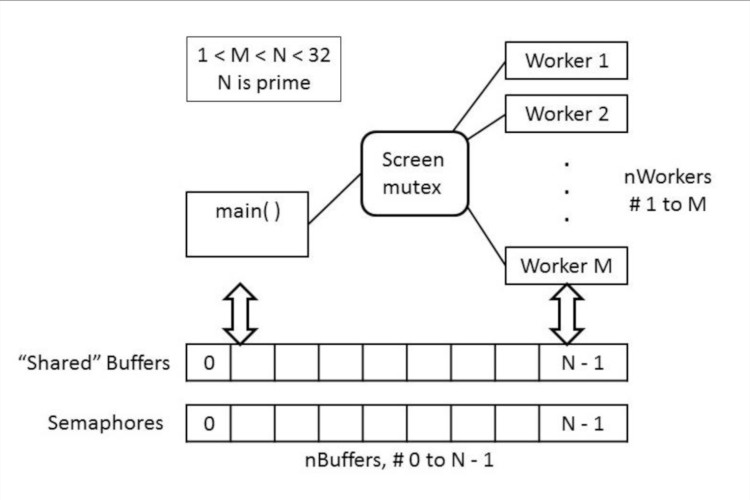 1 < M < N < 32
N is prime
Worker 1
Worker 2
Screen
mutex
.
.
.
nWorkers
# 1 to M
main( )
Worker M
“Shared” Buffers
0
N - 1
Semaphores
0
N - 1
nBuffers, # 0 to N - 1